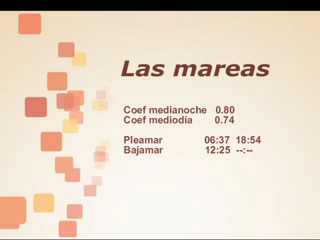 Las mareas
Coef medianoche 0.80
Coef mediodía 0.74
Pleamar 06:37 18:54
Bajamar 12:25 --:--